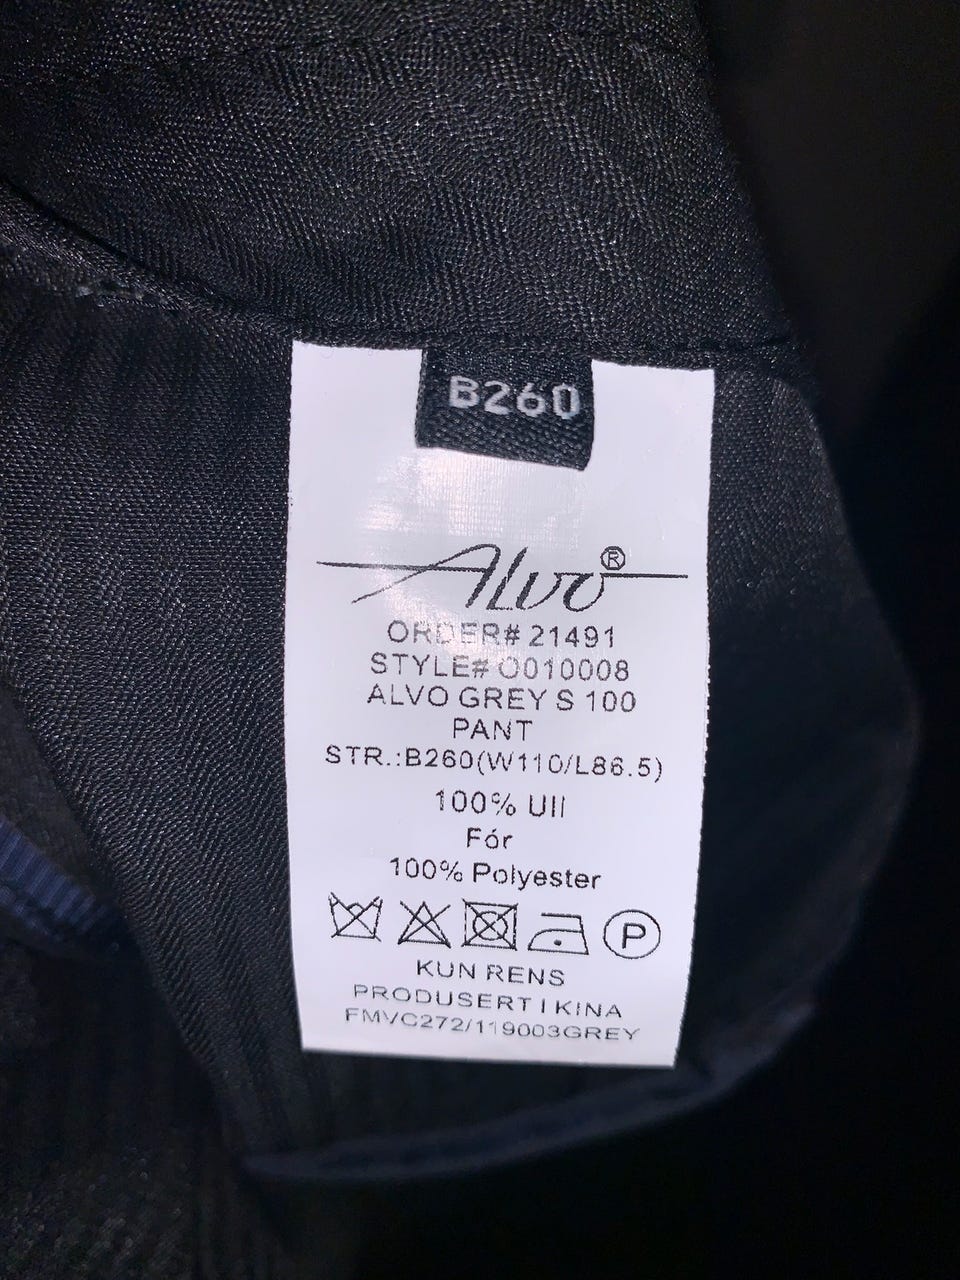 B260
Alvo®
ORDER# 21491
STYLE# O010008
ALVO GREY S 100
PANT
STR.:B260(W110/L86.5)
100% Ull
Fór
100% Polyester
P
KUN RENS
PRODUSERT I KINA
FMVC272/119003GREY